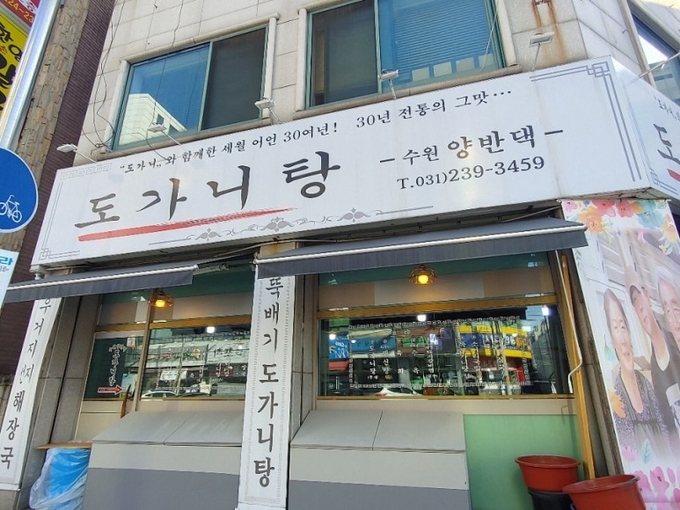 "도가니"와 함께한 세월 어언 30여년! 30년 전통의 그맛...
도가니탕
- 수원 양반댁 -
T.031)239-3459
뚝배기 도가니탕
우거지선지해장국